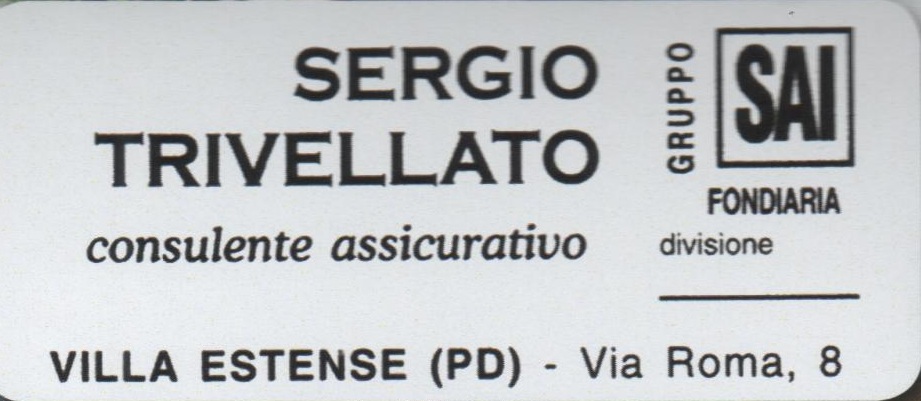 SERGIO
TRIVELLATO
consulente assicurativo
GRUPPO
SAI
FONDIARIA
divisione
VILLA ESTENSE (PD) - Via Roma, 8